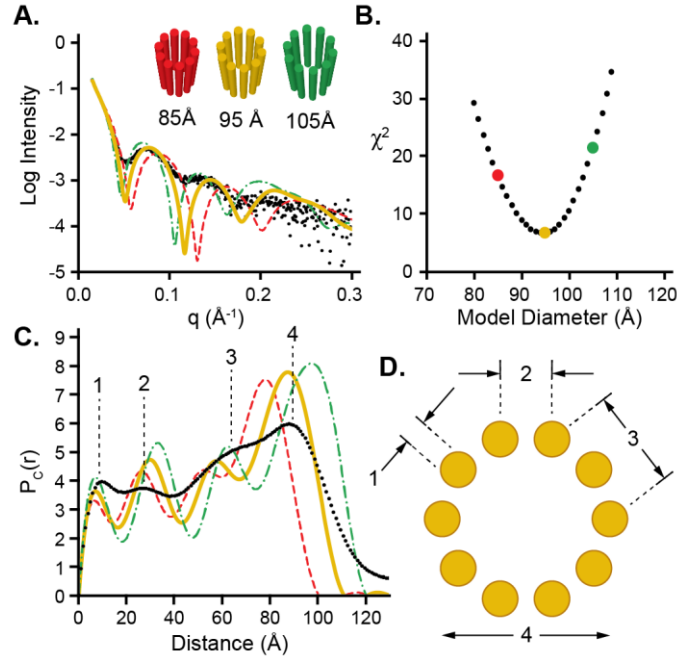 A.
85Å 95 Å 105Å
0
-1
-2
-3
-4
-5
Log Intensity
0.0 0.1 0.2 0.3
q (Å⁻¹)
B.
40
30
20
10
0
χ²
70 80 90 100 110 120
Model Diameter (Å)
C.
9
8
7
6
5
4
3
2
1
0
P_C(r)
1 2 3 4
0 20 40 60 80 100 120
Distance (Å)
D.
2
1
3
4